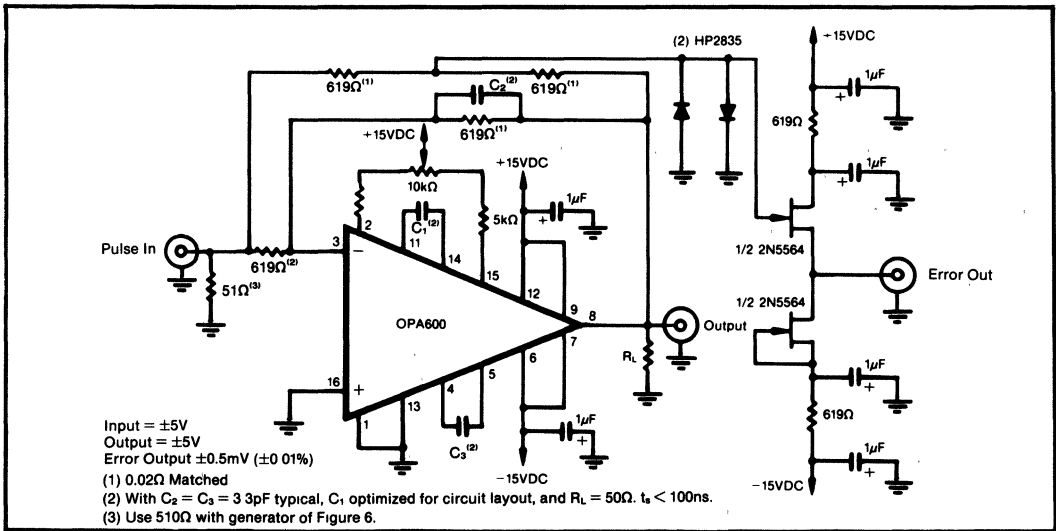 (2) HP2835
+15VDC
1µF
+
619Ω(1)
619Ω(1)
C2(2)
619Ω(1)
619Ω
+15VDC
+15VDC
1µF
+
10kΩ
1µF
+
C1(2)
5kΩ
2
11
14
15
12
1/2 2N5564
Pulse In
3
−
619Ω(2)
51Ω(3)
OPA600
9
8
7
Output
Error Out
1/2 2N5564
RL
6
5
4
16
+
13
1
C3(2)
1µF
+
1µF
+
619Ω
1µF
+
−15VDC
−15VDC
Input = ±5V
Output = ±5V
Error Output ±0.5mV (±0 01%)
(1) 0.02Ω Matched
(2) With C2 = C3 = 3 3pF typical, C1 optimized for circuit layout, and RL = 50Ω. ts < 100ns.
(3) Use 510Ω with generator of Figure 6.